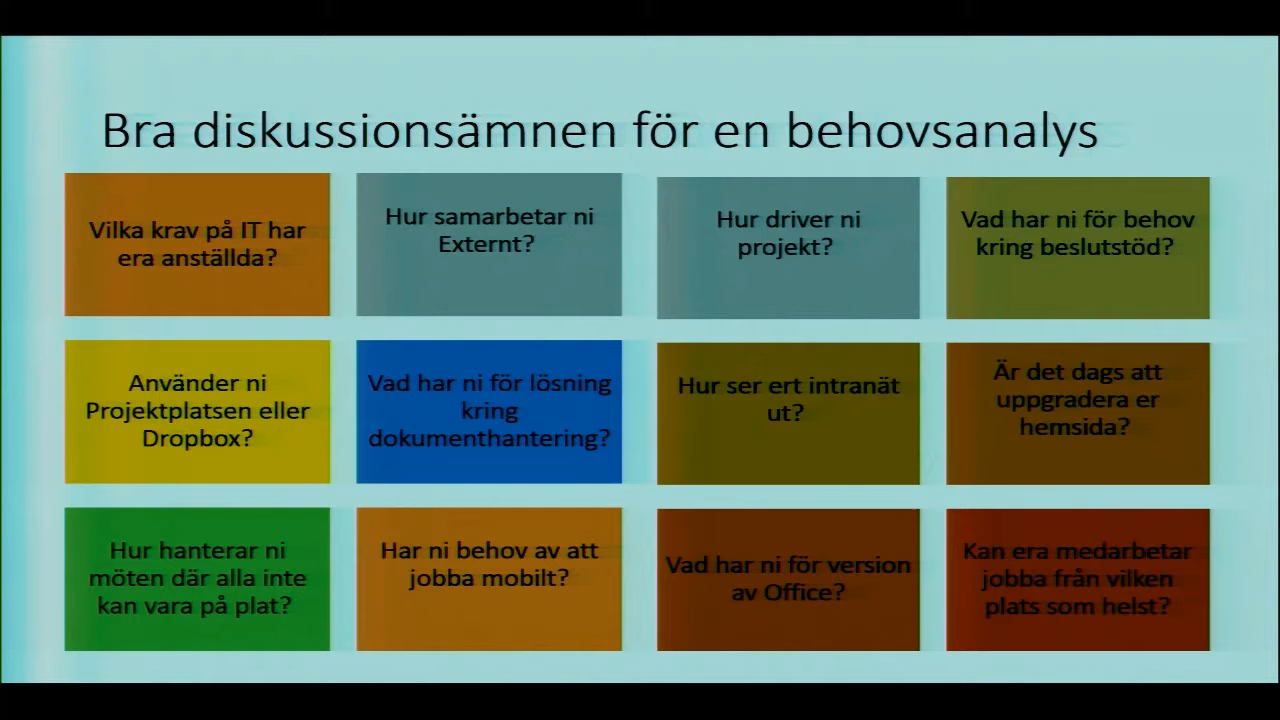 Bra diskussionsämnen för en behovsanalys
Vilka krav på IT har
era anställda?
Hur samarbetar ni
Externt?
Hur driver ni
projekt?
Vad har ni för behov
kring beslutstöd?
Använder ni
Projektplatsen eller
Dropbox?
Vad har ni för lösning
kring
dokumenthantering?
Hur ser ert intranät
ut?
Är det dags att
uppgradera er
hemsida?
Hur hanterar ni
möten där alla inte
kan vara på plat?
Har ni behov av att
jobba mobilt?
Vad har ni för version
av Office?
Kan era medarbetar
jobba från vilken
plats som helst?